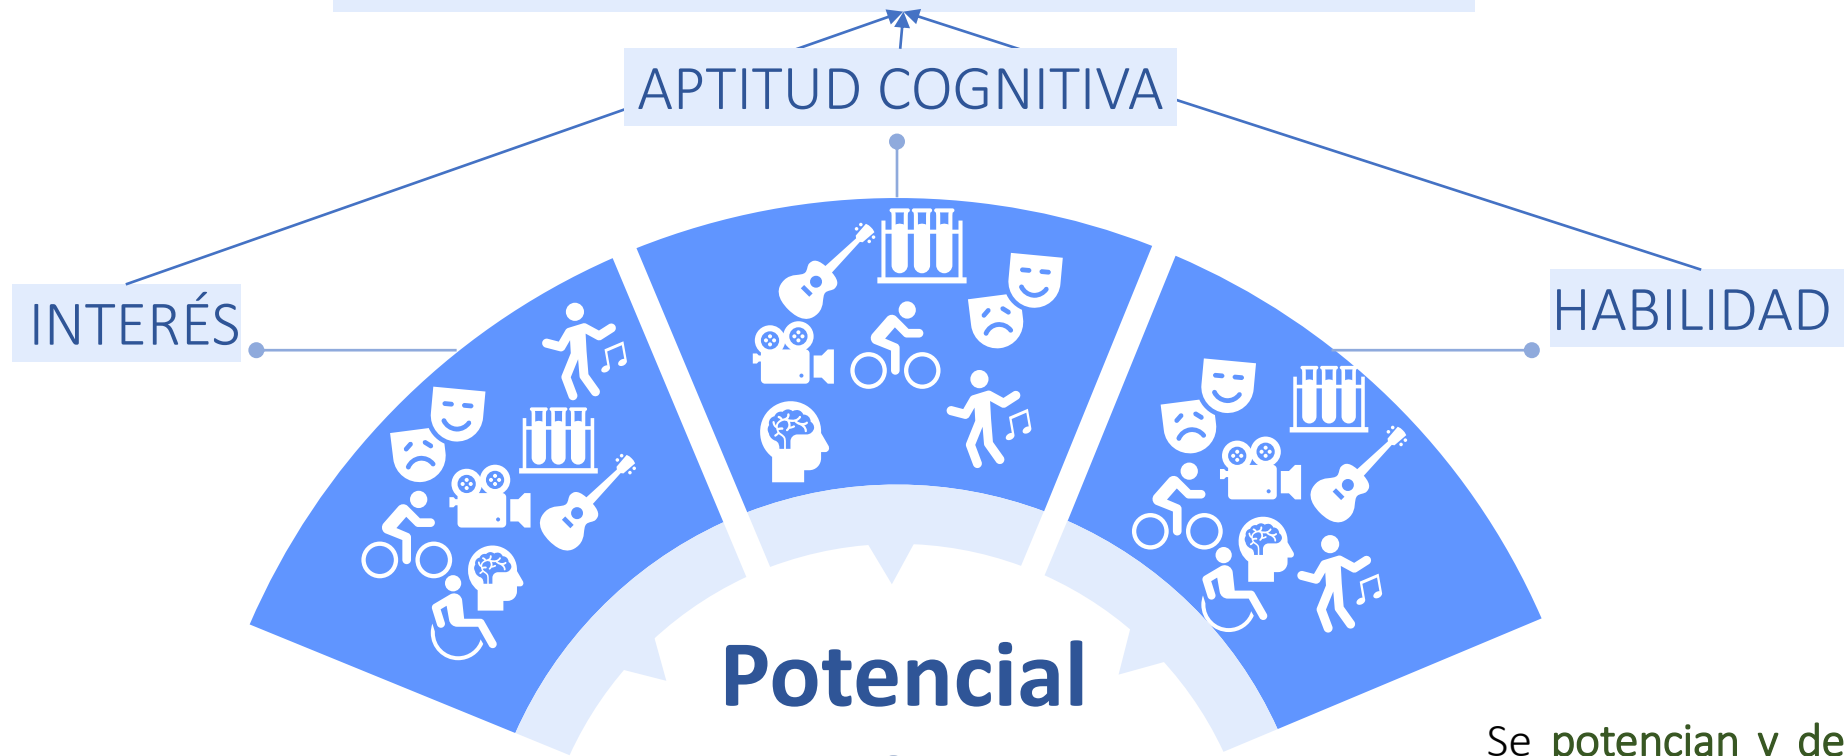 APTITUD COGNITIVA
INTERÉS
HABILIDAD
Potencial
Se potencian y de